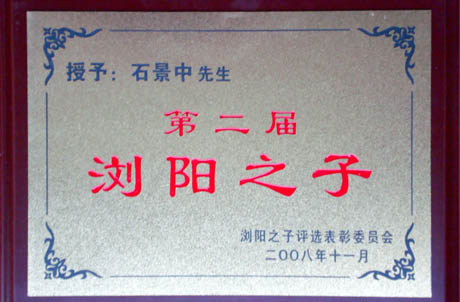 授予：石景中先生
第二届
浏阳之子
浏阳之子评选表彰委员会
二〇〇八年十一月